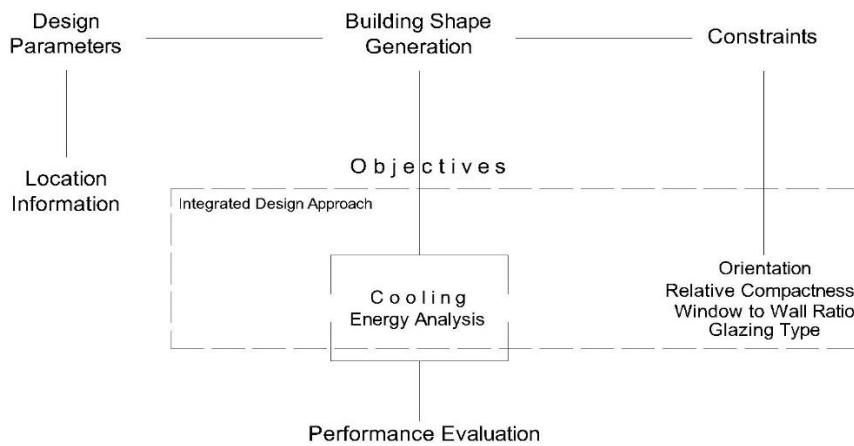 Design
Parameters
Building Shape
Generation
Constraints
Location
Information
Objectives
Integrated Design Approach
Cooling
Energy Analysis
Orientation
Relative Compactness
Window to Wall Ratio
Glazing Type
Performance Evaluation